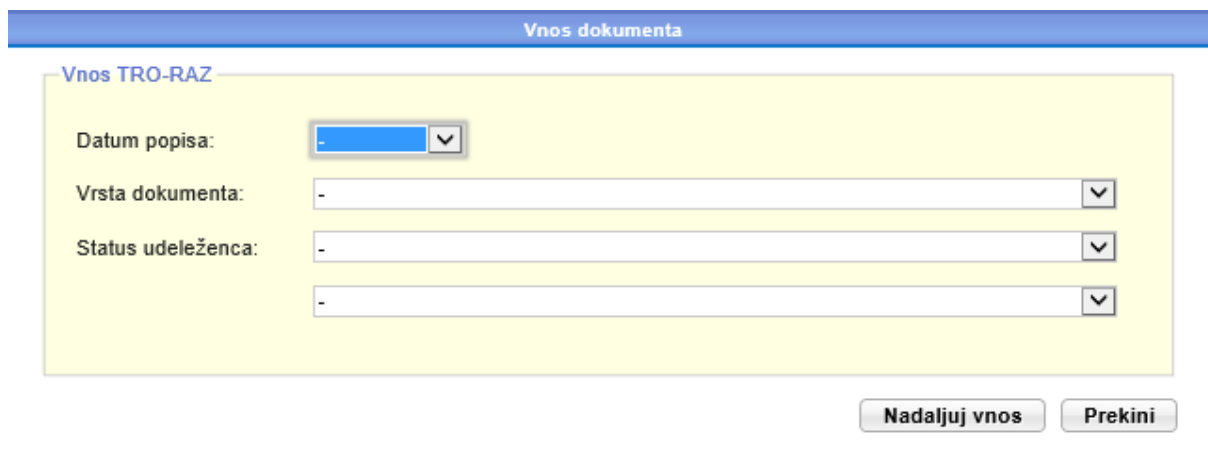 Vnos dokumenta
Vnos TRO-RAZ
Datum popisa: -
Vrsta dokumenta: -
Status udeleženca: -
-
Nadaljuj vnos Prekini